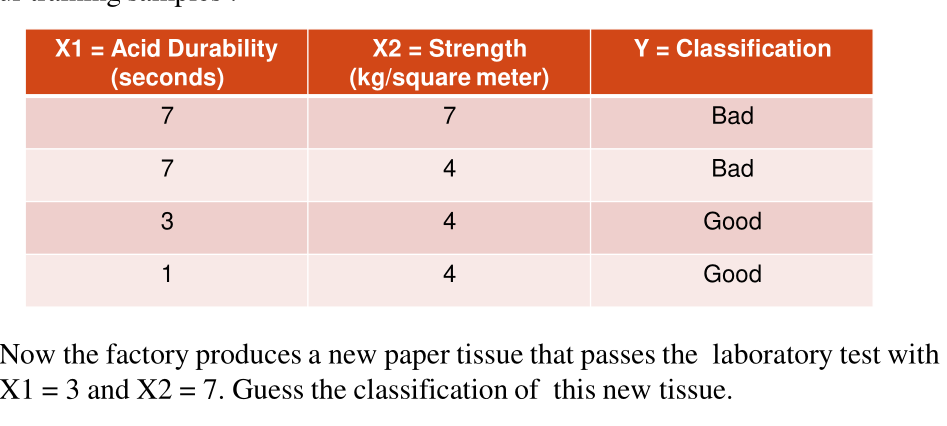 training samples :
X1 = Acid Durability (seconds) X2 = Strength (kg/square meter) Y = Classification
7 7 Bad
7 4 Bad
3 4 Good
1 4 Good
Now the factory produces a new paper tissue that passes the laboratory test with
X1 = 3 and X2 = 7. Guess the classification of this new tissue.